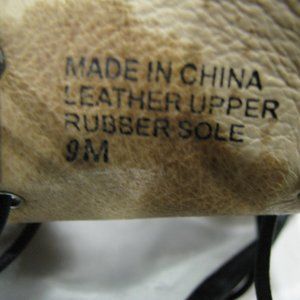 MADE IN CHINA
LEATHER UPPER
RUBBER SOLE
9M